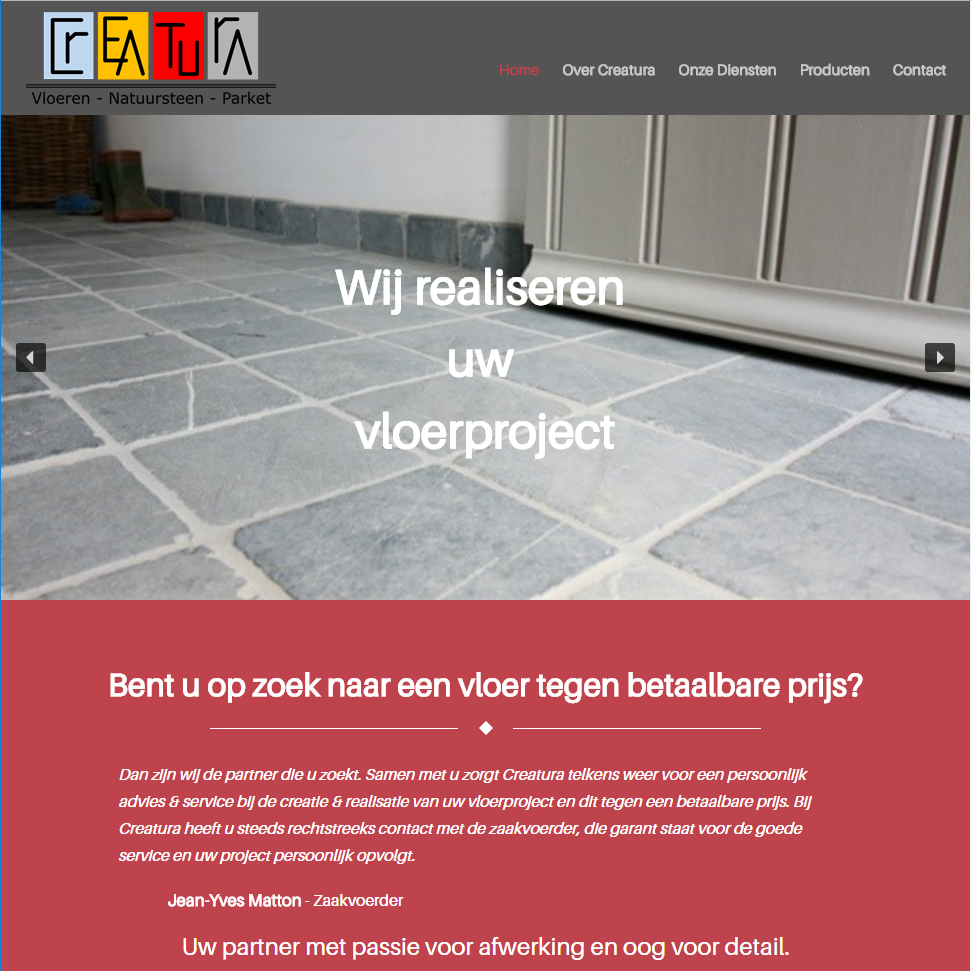 CrEATurA
Vloeren - Natuursteen - Parket
Home Over Creatura Onze Diensten Producten Contact
Wij realiseren
uw
vloerproject
Bent u op zoek naar een vloer tegen betaalbare prijs?
Dan zijn wij de partner die u zoekt. Samen met u zorgt Creatura telkens weer voor een persoonlijk
advies & service bij de creatie & realisatie van uw vloerproject en dit tegen een betaalbare prijs. Bij
Creatura heeft u steeds rechtstreeks contact met de zaakvoerder, die garant staat voor de goede
service en uw project persoonlijk opvolgt.
Jean-Yves Matton - Zaakvoerder
Uw partner met passie voor afwerking en oog voor detail.